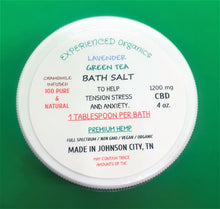 EXPERIENCED Organics
LAVENDER
GREEN TEA
CHAMOMILE
INFUSED
BATH SALT
100 PURE
&
NATURAL
TO HELP
TENSION STRESS
AND ANXIETY.
1200 mg
CBD
4 oz.
1 TABLESPOON PER BATH
PREMIUM HEMP
FULL SPECTRUM / NON GMO / VEGAN / ORGANIC
MADE IN JOHNSON CITY, TN
MAY CONTAIN TRACE
AMOUNTS OF THC